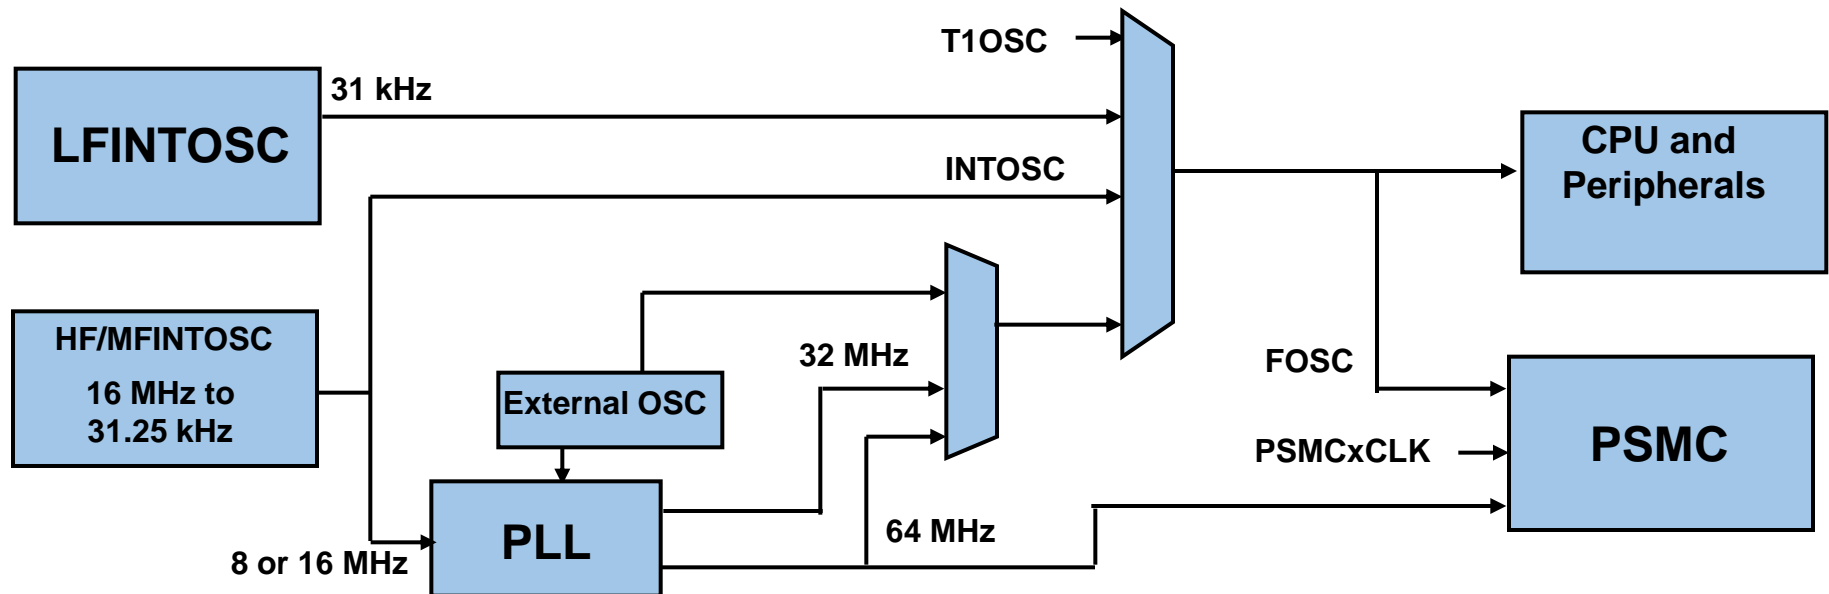 T1OSC
31 kHz
LFINTOSC
INTOSC
CPU and
Peripherals
HF/MFINTOSC
16 MHz to
31.25 kHz
32 MHz
External OSC
FOSC
PSMCxCLK
PSMC
8 or 16 MHz
PLL
64 MHz